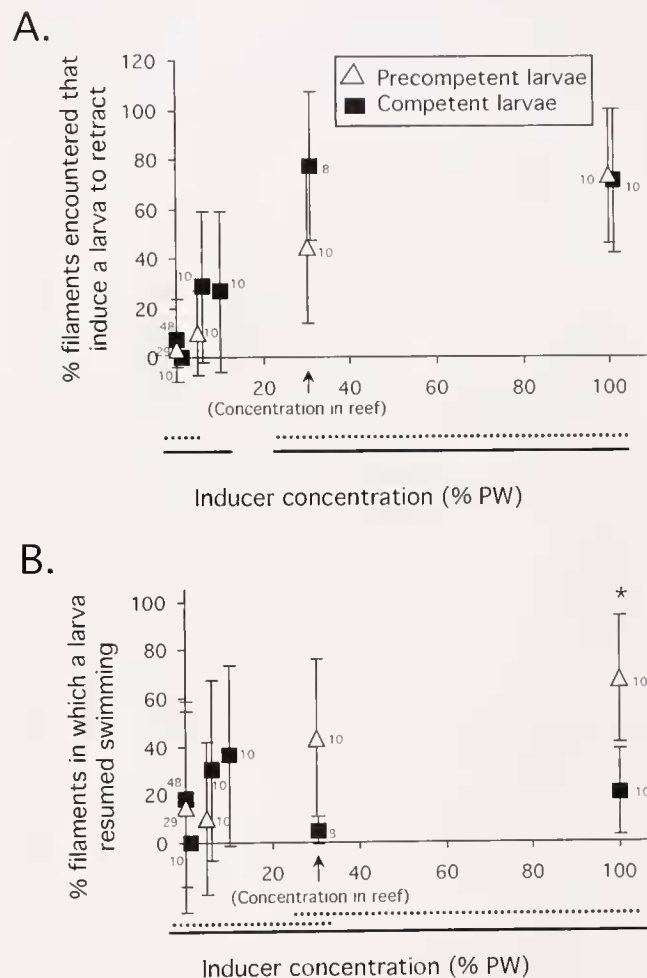 A.
% filaments encountered that
induce a larva to retract
Precompetent larvae
Competent larvae
120
100
80
60
40
20
0
10
10
48
29
10
10
10
8
10
10
10
20 40 60 80 100
(Concentration in reef)
Inducer concentration (% PW)
B.
% filaments in which a larva
resumed swimming
100
80
60
40
20
0
*
48
29
10
10
10
10
10
10
10
20 40 60 80 100
(Concentration in reef)
Inducer concentration (% PW)